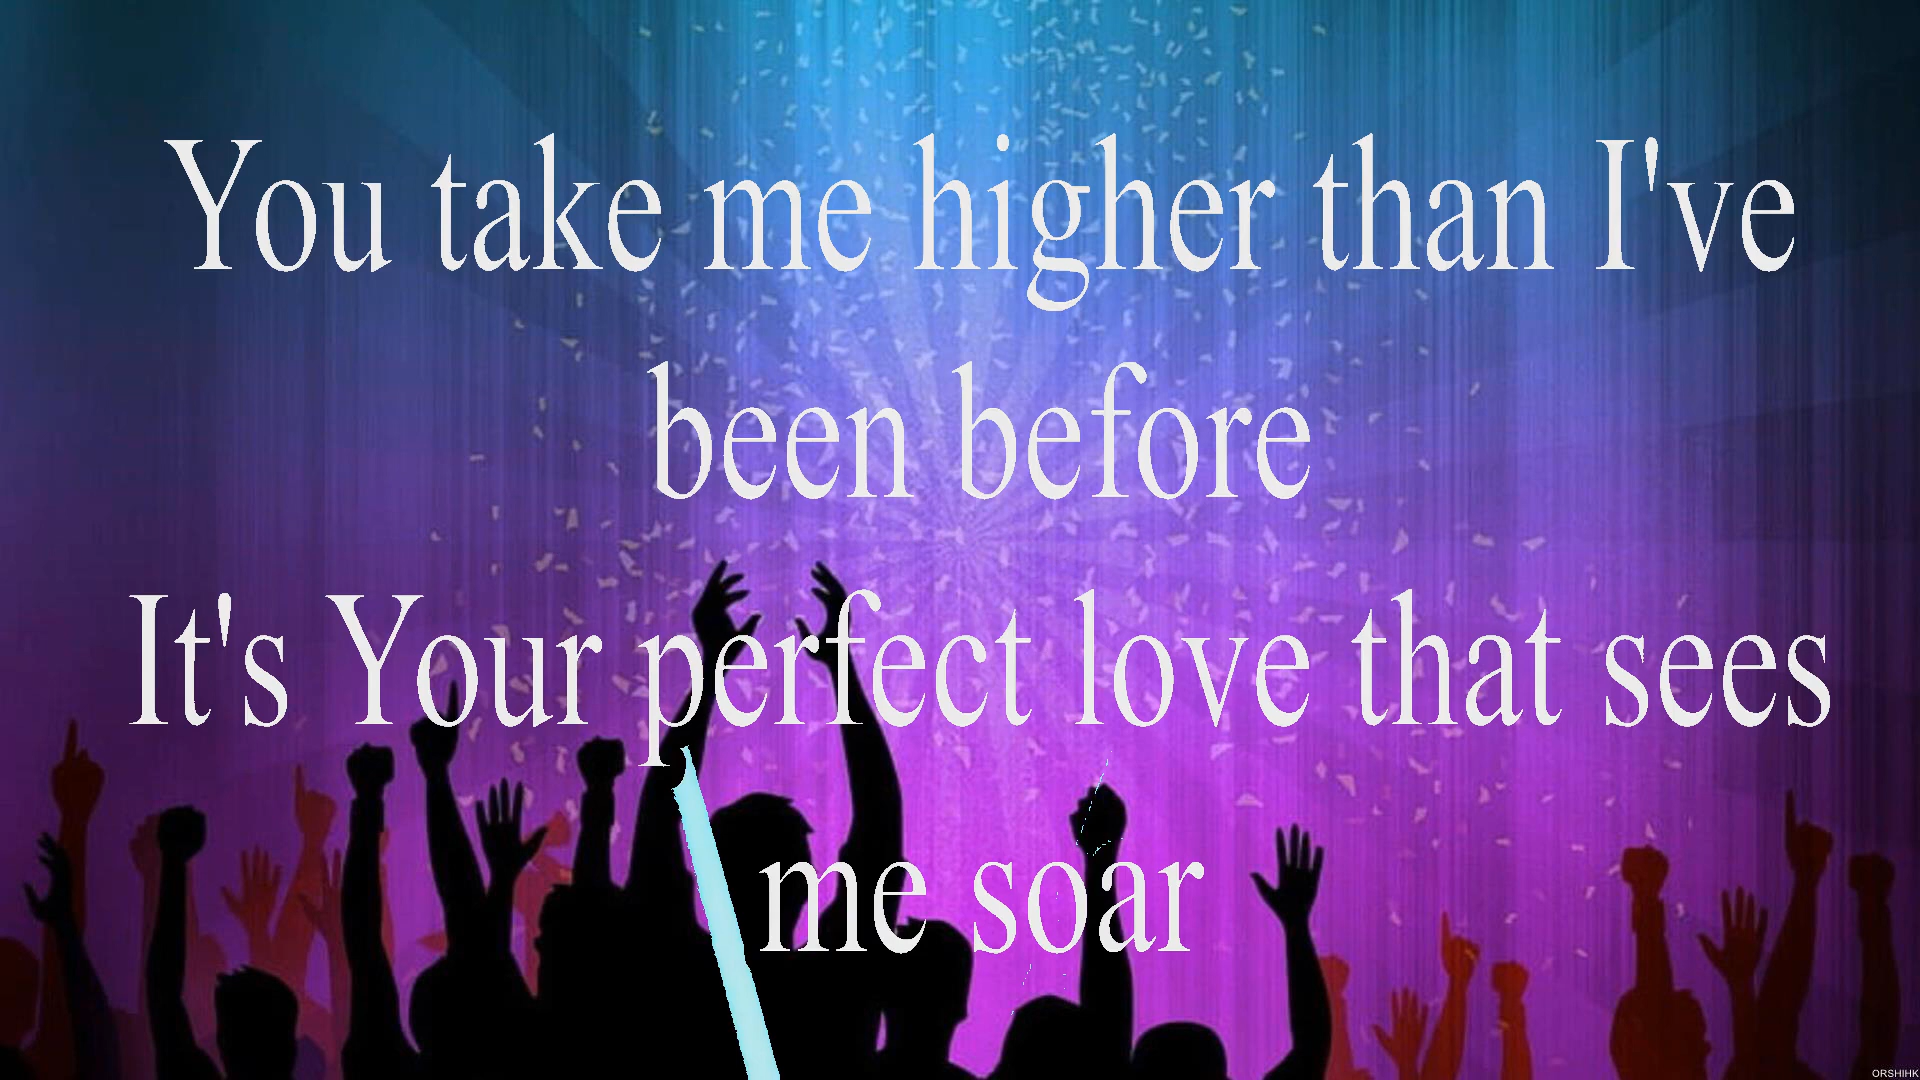 You take me higher than I've
been before
It's Your perfect love that sees
me soar
ORSHIHK